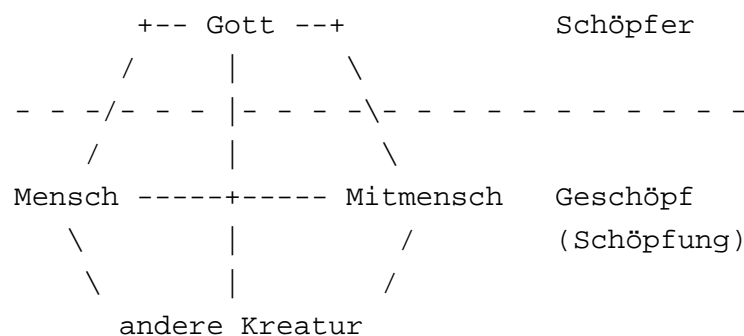 +-- Gott --+ Schöpfer
/ | \
- - -/- - - |- - - -\- - - - - - - - - - - - -
/ | \
Mensch -----+----- Mitmensch Geschöpf
\ | / (Schöpfung)
\ | /
andere Kreatur